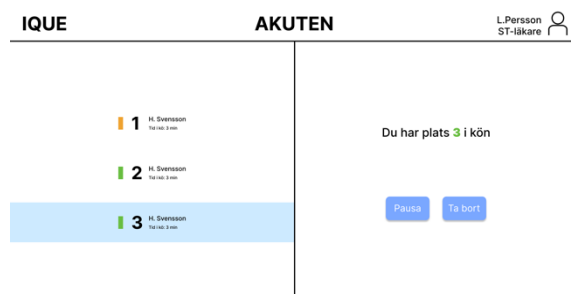 IQUE
AKUTEN
L.Persson
ST-läkare
1
H. Svensson
Tid i kö: 3 min
2
H. Svensson
Tid i kö: 3 min
3
H. Svensson
Tid i kö: 3 min
Du har plats 3 i kön
Pausa
Ta bort